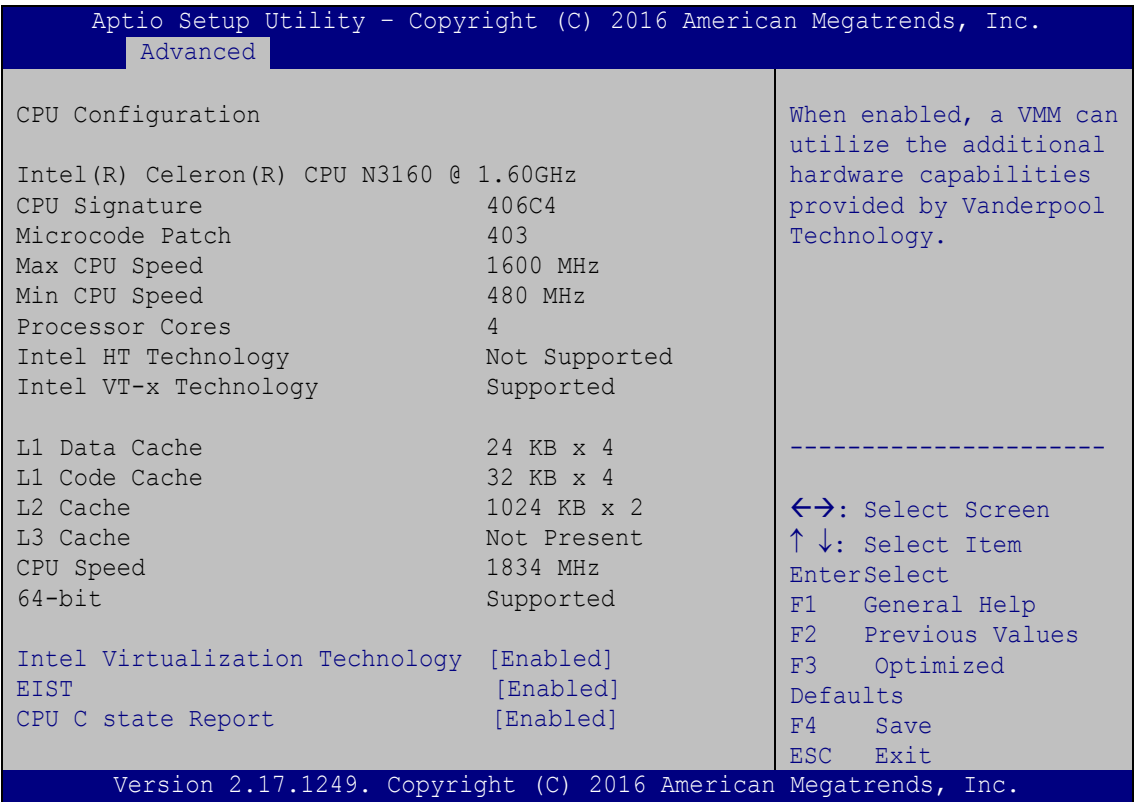 Aptio Setup Utility – Copyright (C) 2016 American Megatrends, Inc.
Advanced
CPU Configuration
Intel(R) Celeron(R) CPU N3160 @ 1.60GHz
CPU Signature 406C4
Microcode Patch 403
Max CPU Speed 1600 MHz
Min CPU Speed 480 MHz
Processor Cores 4
Intel HT Technology Not Supported
Intel VT-x Technology Supported
L1 Data Cache 24 KB x 4
L1 Code Cache 32 KB x 4
L2 Cache 1024 KB x 2
L3 Cache Not Present
CPU Speed 1834 MHz
64-bit Supported
Intel Virtualization Technology [Enabled]
EIST [Enabled]
CPU C state Report [Enabled]
When enabled, a VMM can
utilize the additional
hardware capabilities
provided by Vanderpool
Technology.
----------------------
←→: Select Screen
↑ ↓: Select Item
EnterSelect
F1 General Help
F2 Previous Values
F3 Optimized
Defaults
F4 Save
ESC Exit
Version 2.17.1249. Copyright (C) 2016 American Megatrends, Inc.